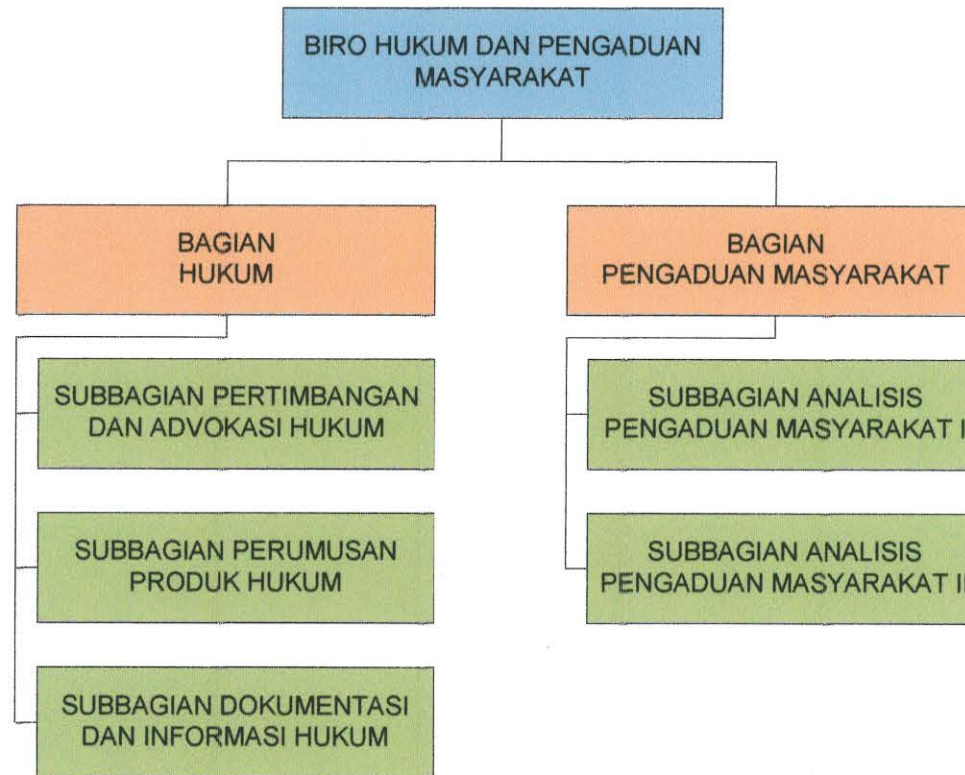 BIRO HUKUM DAN PENGADUAN
MASYARAKAT
BAGIAN
HUKUM
BAGIAN
PENGADUAN MASYARAKAT
SUBBAGIAN PERTIMBANGAN
DAN ADVOKASI HUKUM
SUBBAGIAN PERUMUSAN
PRODUK HUKUM
SUBBAGIAN DOKUMENTASI
DAN INFORMASI HUKUM
SUBBAGIAN ANALISIS
PENGADUAN MASYARAKAT I
SUBBAGIAN ANALISIS
PENGADUAN MASYARAKAT II